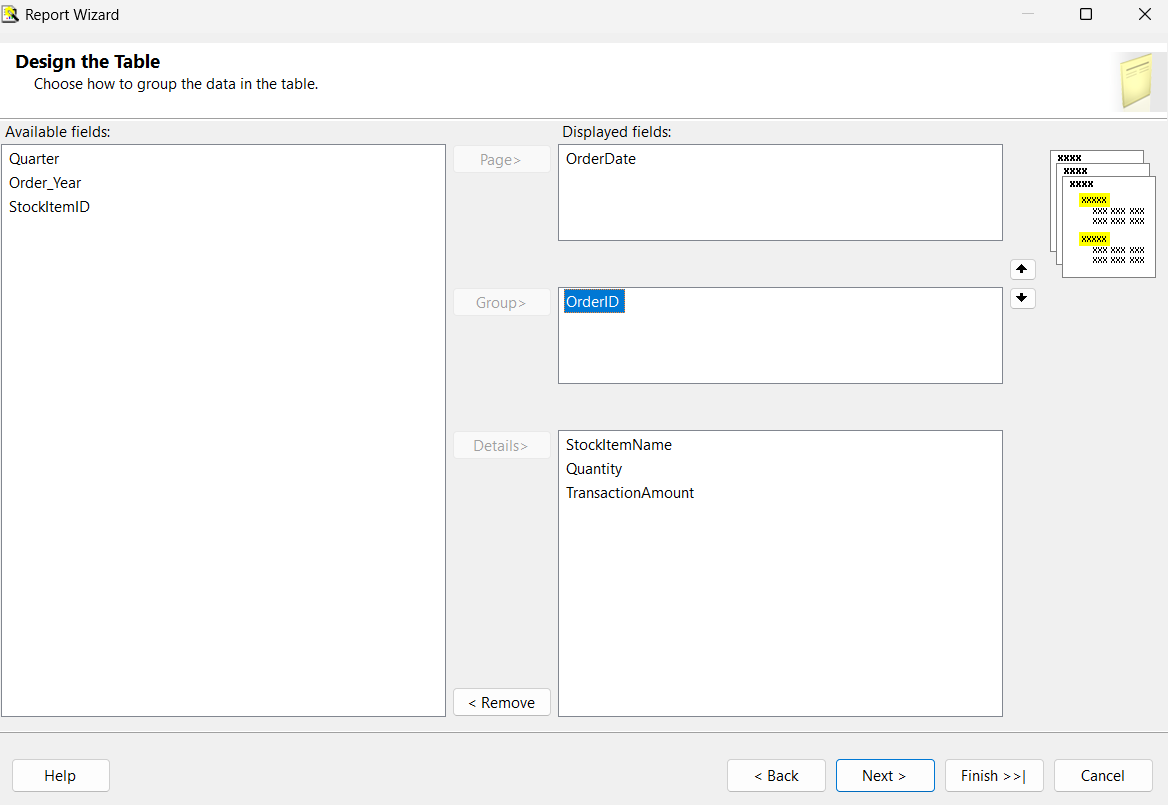 Report Wizard
Design the Table
Choose how to group the data in the table.
Available fields:
Quarter
Order_Year
StockItemID
Page>
Group>
Details>
< Remove
Displayed fields:
OrderDate
OrderID
StockItemName
Quantity
TransactionAmount
xxxx
xxxx
xxxx
xxxxx
xxx xxx xxx
xxx xxx xxx
xxxxx
xxx xxx xxx
xxx xxx xxx
Help
< Back
Next >
Finish >>|
Cancel